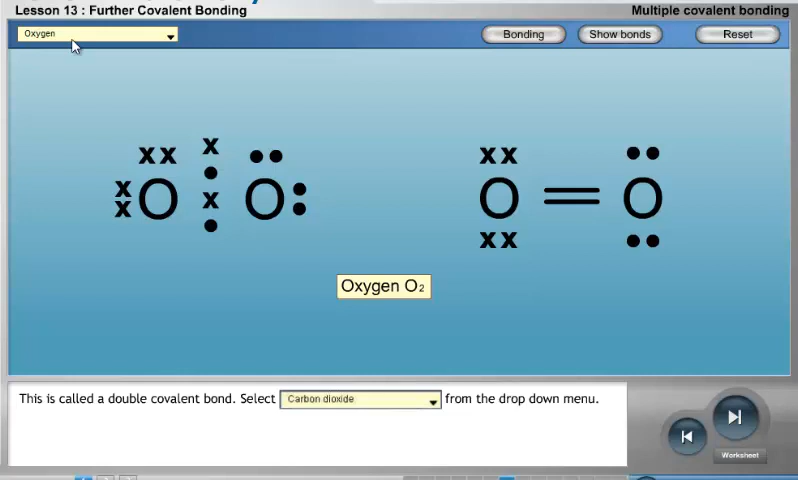 Lesson 13 : Further Covalent Bonding
Multiple covalent bonding
Oxygen
Bonding
Show bonds
Reset
x x x
x x O x O
x x
O = O
x x
Oxygen O₂
This is called a double covalent bond. Select Carbon dioxide from the drop down menu.
Worksheet